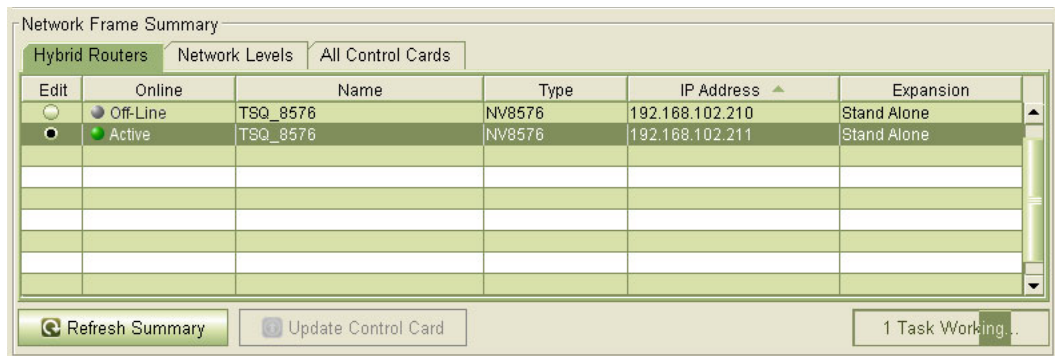 Network Frame Summary
Hybrid Routers Network Levels All Control Cards
Edit Online Name Type IP Address Expansion
Off-Line TSQ_8576 NV8576 192.168.102.210 Stand Alone
Active TSQ_8576 NV8576 192.168.102.211 Stand Alone
Refresh Summary Update Control Card 1 Task Working...